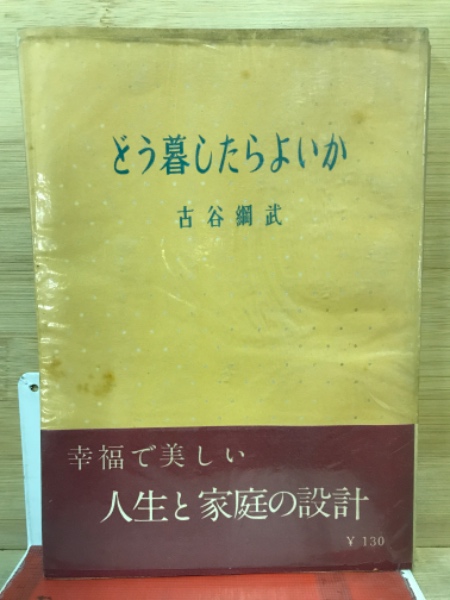 どう暮したらよいか
古谷綱武
幸福で美しい
人生と家庭の設計
￥130